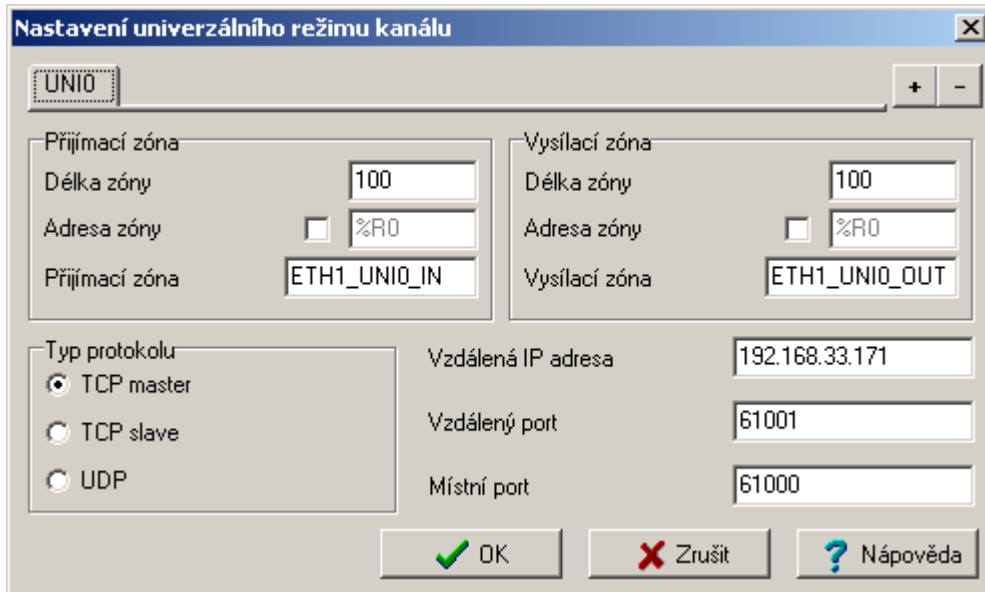 Nastavení univerzálního režimu kanálu
UNI0
+ -
Přijímací zóna
Délka zóny 100
Adresa zóny %R0
Přijímací zóna ETH1_UNI0_IN
Vysílací zóna
Délka zóny 100
Adresa zóny %R0
Vysílací zóna ETH1_UNI0_OUT
Typ protokolu
TCP master
TCP slave
UDP
Vzdálená IP adresa 192.168.33.171
Vzdálený port 61001
Místní port 61000
OK
Zrušit
? Nápověda